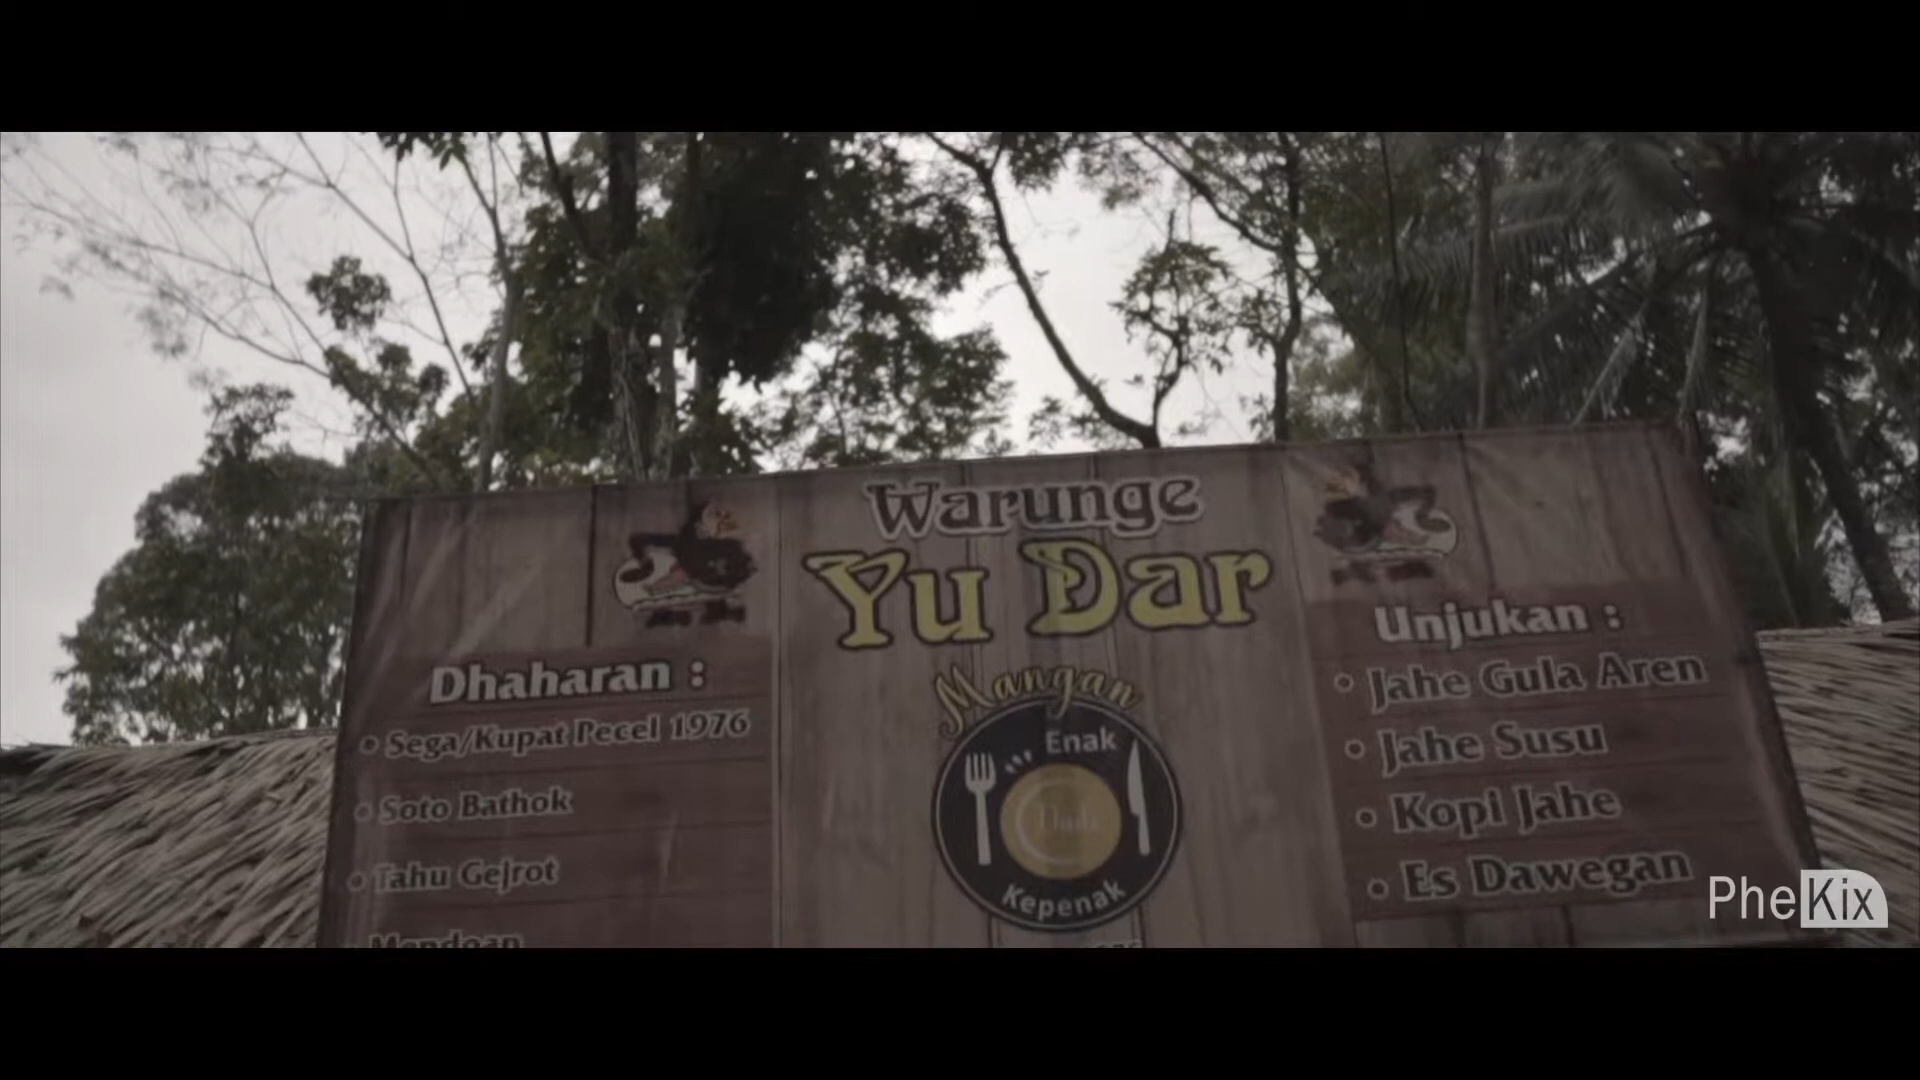 Warunge
Yu Dar
Mangan
Enak
Kepenak
Dhaharan :
• Sega/Kupat Pecel 1976
• Soto Bathok
• Tahu Gejrot
• Mendoan
Unjukan :
• Jahe Gula Aren
• Jahe Susu
• Kopi Jahe
• Es Dawegan
PheKix